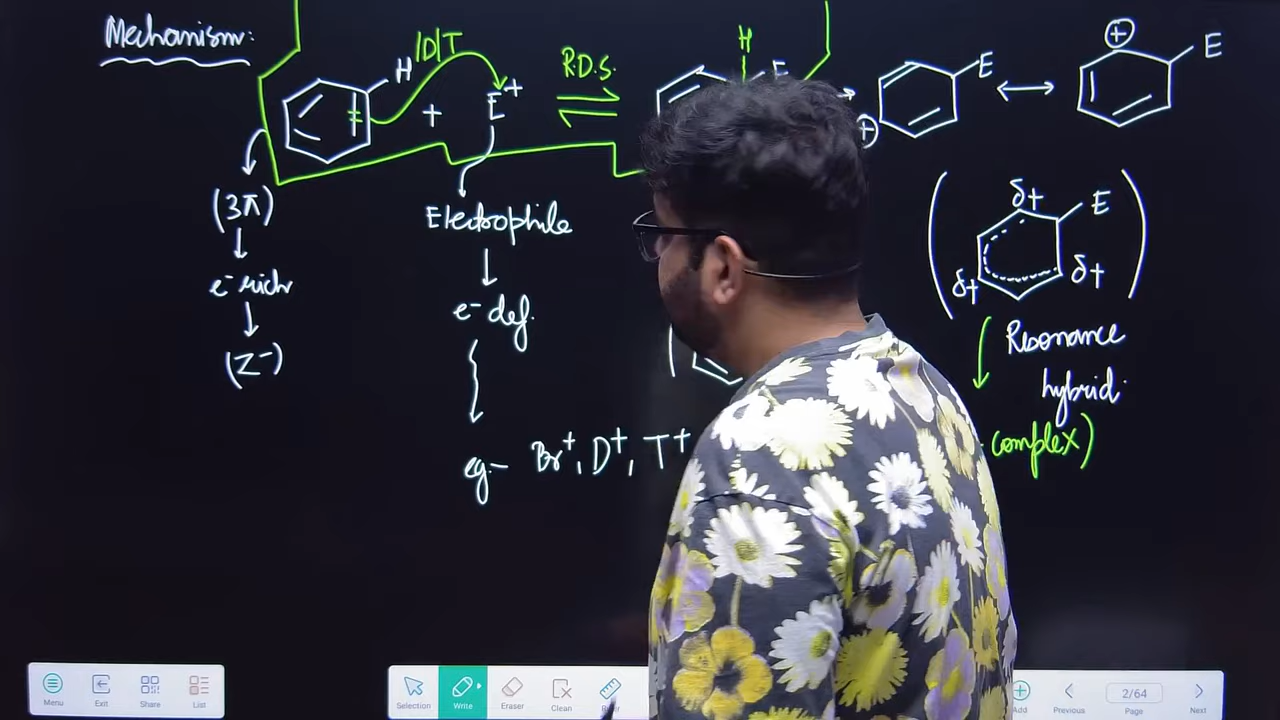 Mechanism:
H
/D/T
+
E+
R.D.S.
H
E
+
E
+
E
(3π)
e- rich
(Z-)
Electrophile
e- def.
eg:- Br+, D+, T+
δ+
E
δ+
δ+
Resonance
hybrid.
complex)
Menu
Exit
Share
List
Selection
Write
Eraser
Clean
Add
Previous
2/64
Page
Next